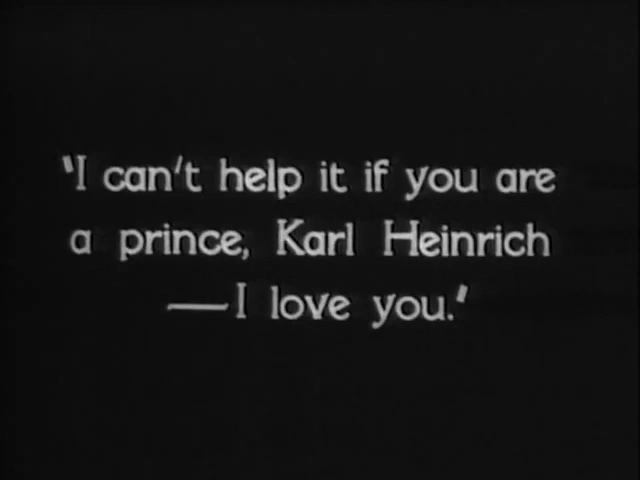 "I can't help it if you are
a prince, Karl Heinrich
—I love you."